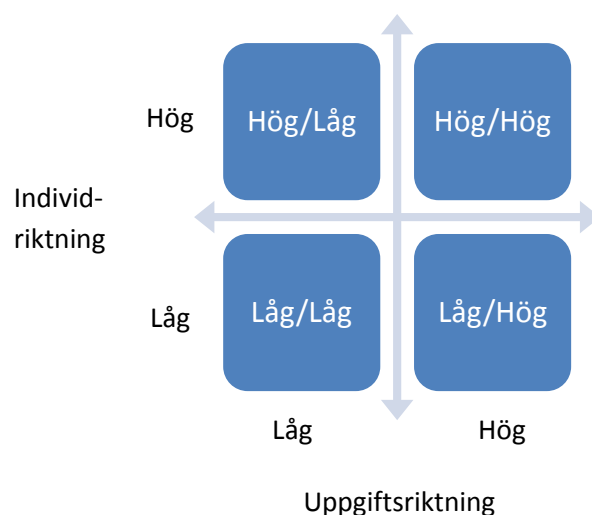 Hög
Hög/Låg
Hög/Hög
Individ-
riktning
Låg
Låg/Låg
Låg/Hög
Låg
Hög
Uppgiftsriktning